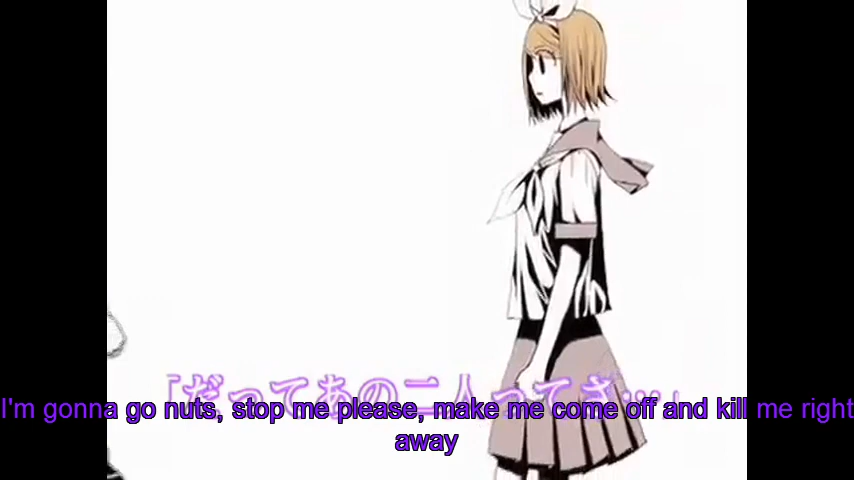 「だってあの二人ってさ…」
I'm gonna go nuts, stop me please, make me come off and kill me right
away